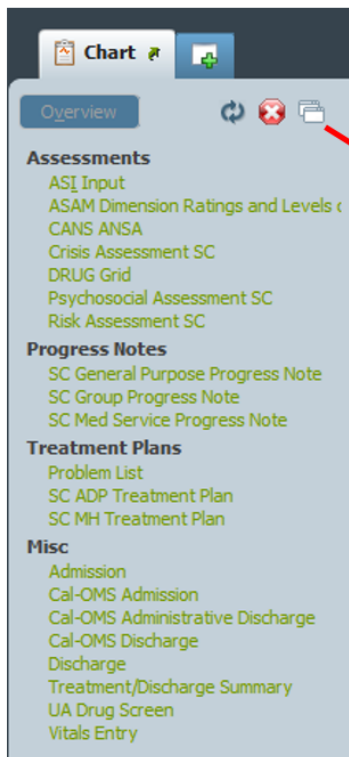 Chart
Overview
Assessments
ASI Input
ASAM Dimension Ratings and Levels
CANS ANSA
Crisis Assessment SC
DRUG Grid
Psychosocial Assessment SC
Risk Assessment SC
Progress Notes
SC General Purpose Progress Note
SC Group Progress Note
SC Med Service Progress Note
Treatment Plans
Problem List
SC ADP Treatment Plan
SC MH Treatment Plan
Misc
Admission
Cal-OMS Admission
Cal-OMS Administrative Discharge
Cal-OMS Discharge
Discharge
Treatment/Discharge Summary
UA Drug Screen
Vitals Entry